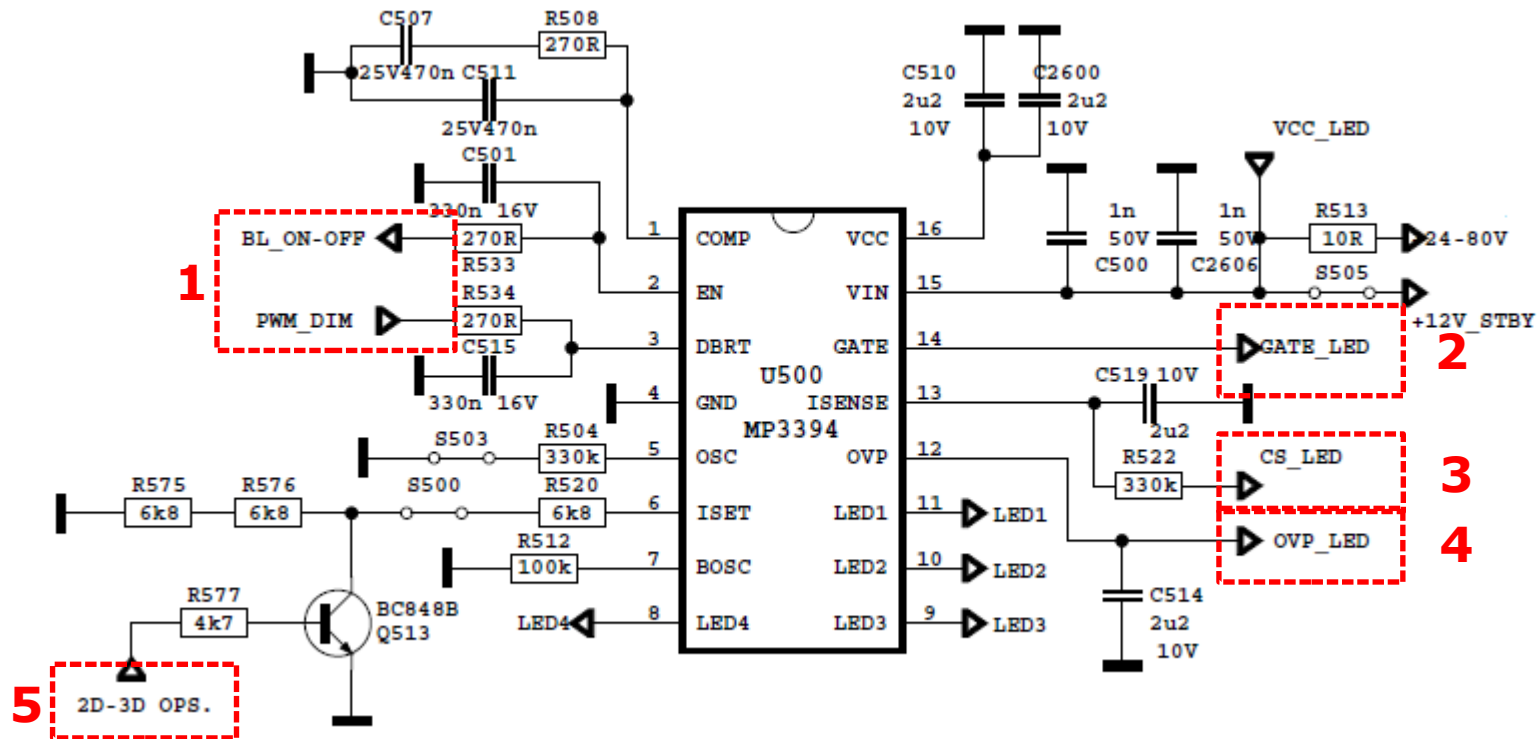 C507
R508
270R
25V470n
C511
25V470n
C501
330n 16V
1
BL_ON-OFF
270R
R533
R534
PWM_DIM
270R
C515
330n 16V
R504
S503
330k
R575
R576
S500
R520
6k8
6k8
6k8
R512
100k
R577
4k7
BC848B
Q513
LED4
5
2D-3D OPS.
1
COMP
2
EN
3
DBRT
4
GND
5
OSC
6
ISET
7
BOSC
8
LED4
U500
MP3394
VCC
16
VIN
15
GATE
14
ISENSE
13
OVP
12
LED1
11
LED2
10
LED3
9
C510
2u2
10V
C2600
2u2
10V
VCC_LED
1n
50V
C500
1n
50V
C2606
R513
10R
24-80V
S505
+12V_STBY
GATE_LED
2
C519 10V
2u2
R522
330k
CS_LED
3
OVP_LED
4
LED1
LED2
LED3
C514
2u2
10V